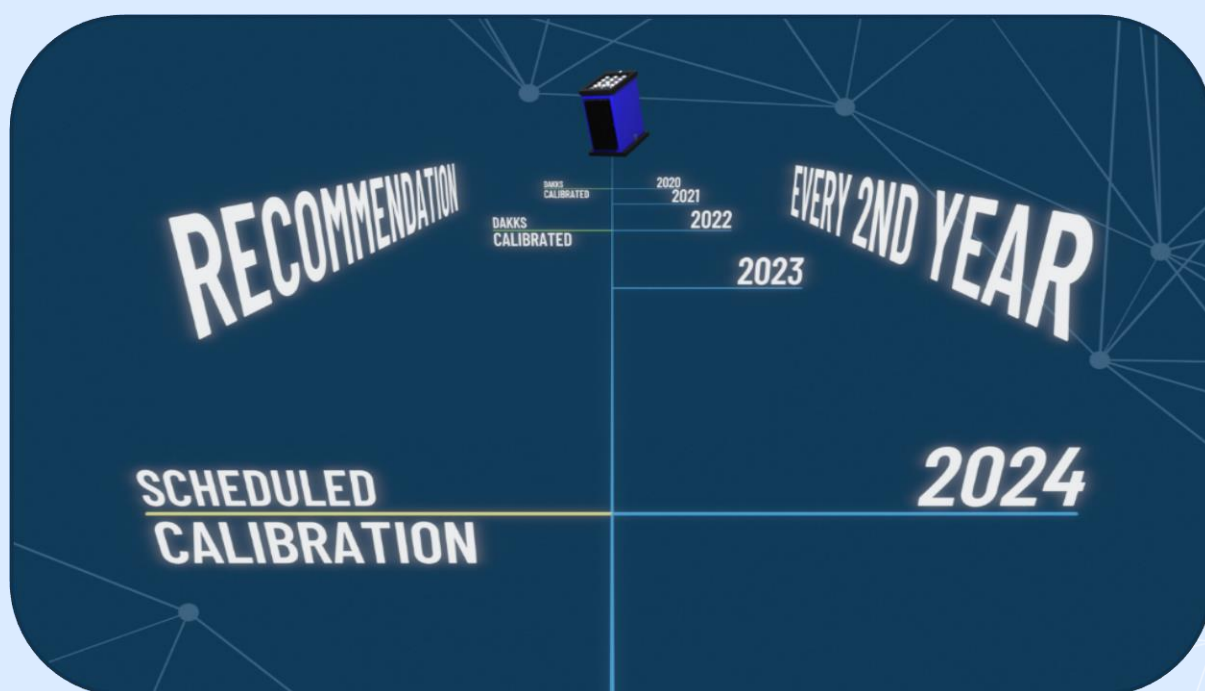 RECOMMENDATION
EVERY 2ND YEAR
DAKKS
CALIBRATED
2020
2021
DAKKS
CALIBRATED
2022
2023
SCHEDULED
CALIBRATION
2024